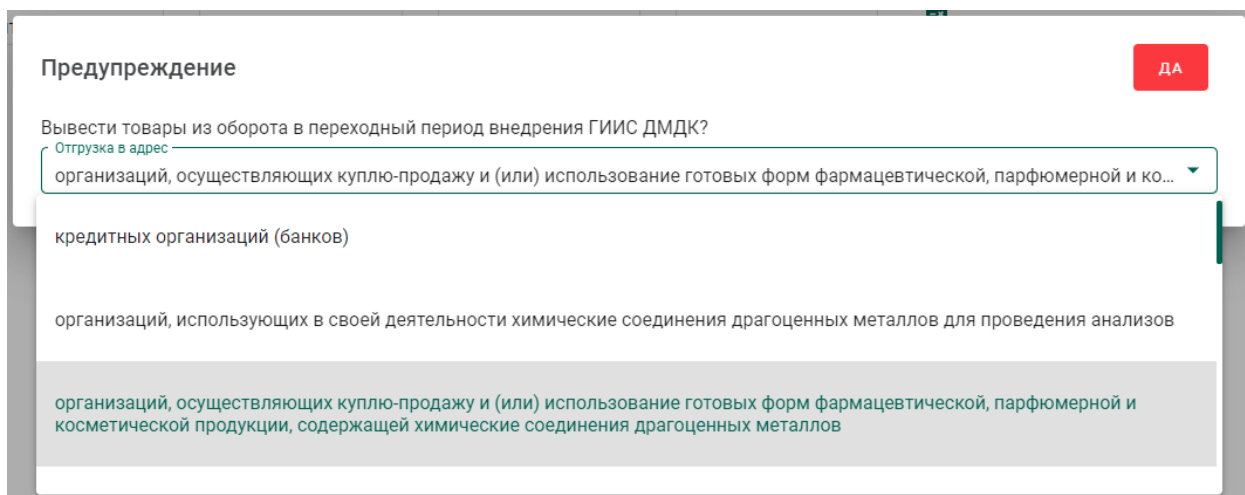 Предупреждение
ДА
Вывести товары из оборота в переходный период внедрения ГИИС ДМДК?
Отгрузка в адрес
организаций, осуществляющих куплю-продажу и (или) использование готовых форм фармацевтической, парфюмерной и ко...
кредитных организаций (банков)
организаций, использующих в своей деятельности химические соединения драгоценных металлов для проведения анализов
организаций, осуществляющих куплю-продажу и (или) использование готовых форм фармацевтической, парфюмерной и
косметической продукции, содержащей химические соединения драгоценных металлов